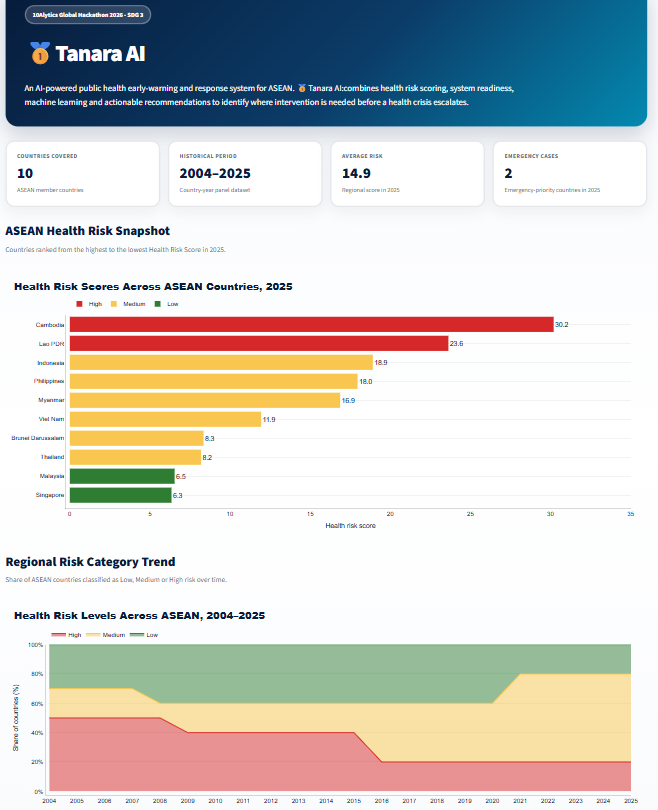 10Alytics Global Hackathon 2026 - SDG 3
Tanara AI
An AI-powered public health early-warning and response system for ASEAN. 🥇 Tanara AI:combines health risk scoring, system readiness,
machine learning and actionable recommendations to identify where intervention is needed before a health crisis escalates.
COUNTRIES COVERED
10
ASEAN member countries
HISTORICAL PERIOD
2004–2025
Country-year panel dataset
AVERAGE RISK
14.9
Regional score in 2025
EMERGENCY CASES
2
Emergency-priority countries in 2025
ASEAN Health Risk Snapshot
Countries ranked from the highest to the lowest Health Risk Score in 2025.
Health Risk Scores Across ASEAN Countries, 2025
High Medium Low
Cambodia 30.2
Lao PDR 23.6
Indonesia 18.9
Philippines 18.0
Myanmar 16.9
Viet Nam 11.9
Brunei Darussalam 8.3
Thailand 8.2
Malaysia 6.5
Singapore 6.3
0 5 10 15 20 25 30 35
Health risk score
Regional Risk Category Trend
Share of ASEAN countries classified as Low, Medium or High risk over time.
Health Risk Levels Across ASEAN, 2004–2025
High Medium Low
100%
80%
60%
40%
20%
0%
Share of countries (%)
2004 2005 2006 2007 2008 2009 2010 2011 2012 2013 2014 2015 2016 2017 2018 2019 2020 2021 2022 2023 2024 2025